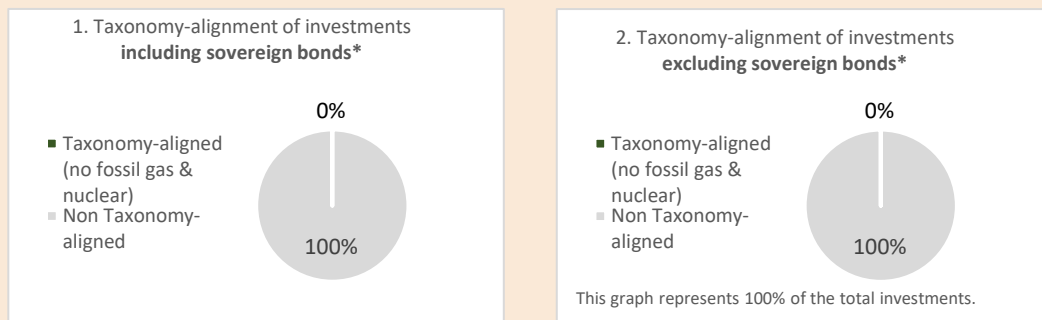 1. Taxonomy-alignment of investments
including sovereign bonds*
0%
Taxonomy-aligned
(no fossil gas &
nuclear)
Non Taxonomy-
aligned
100%
2. Taxonomy-alignment of investments
excluding sovereign bonds*
0%
Taxonomy-aligned
(no fossil gas &
nuclear)
Non Taxonomy-
aligned
100%
This graph represents 100% of the total investments.